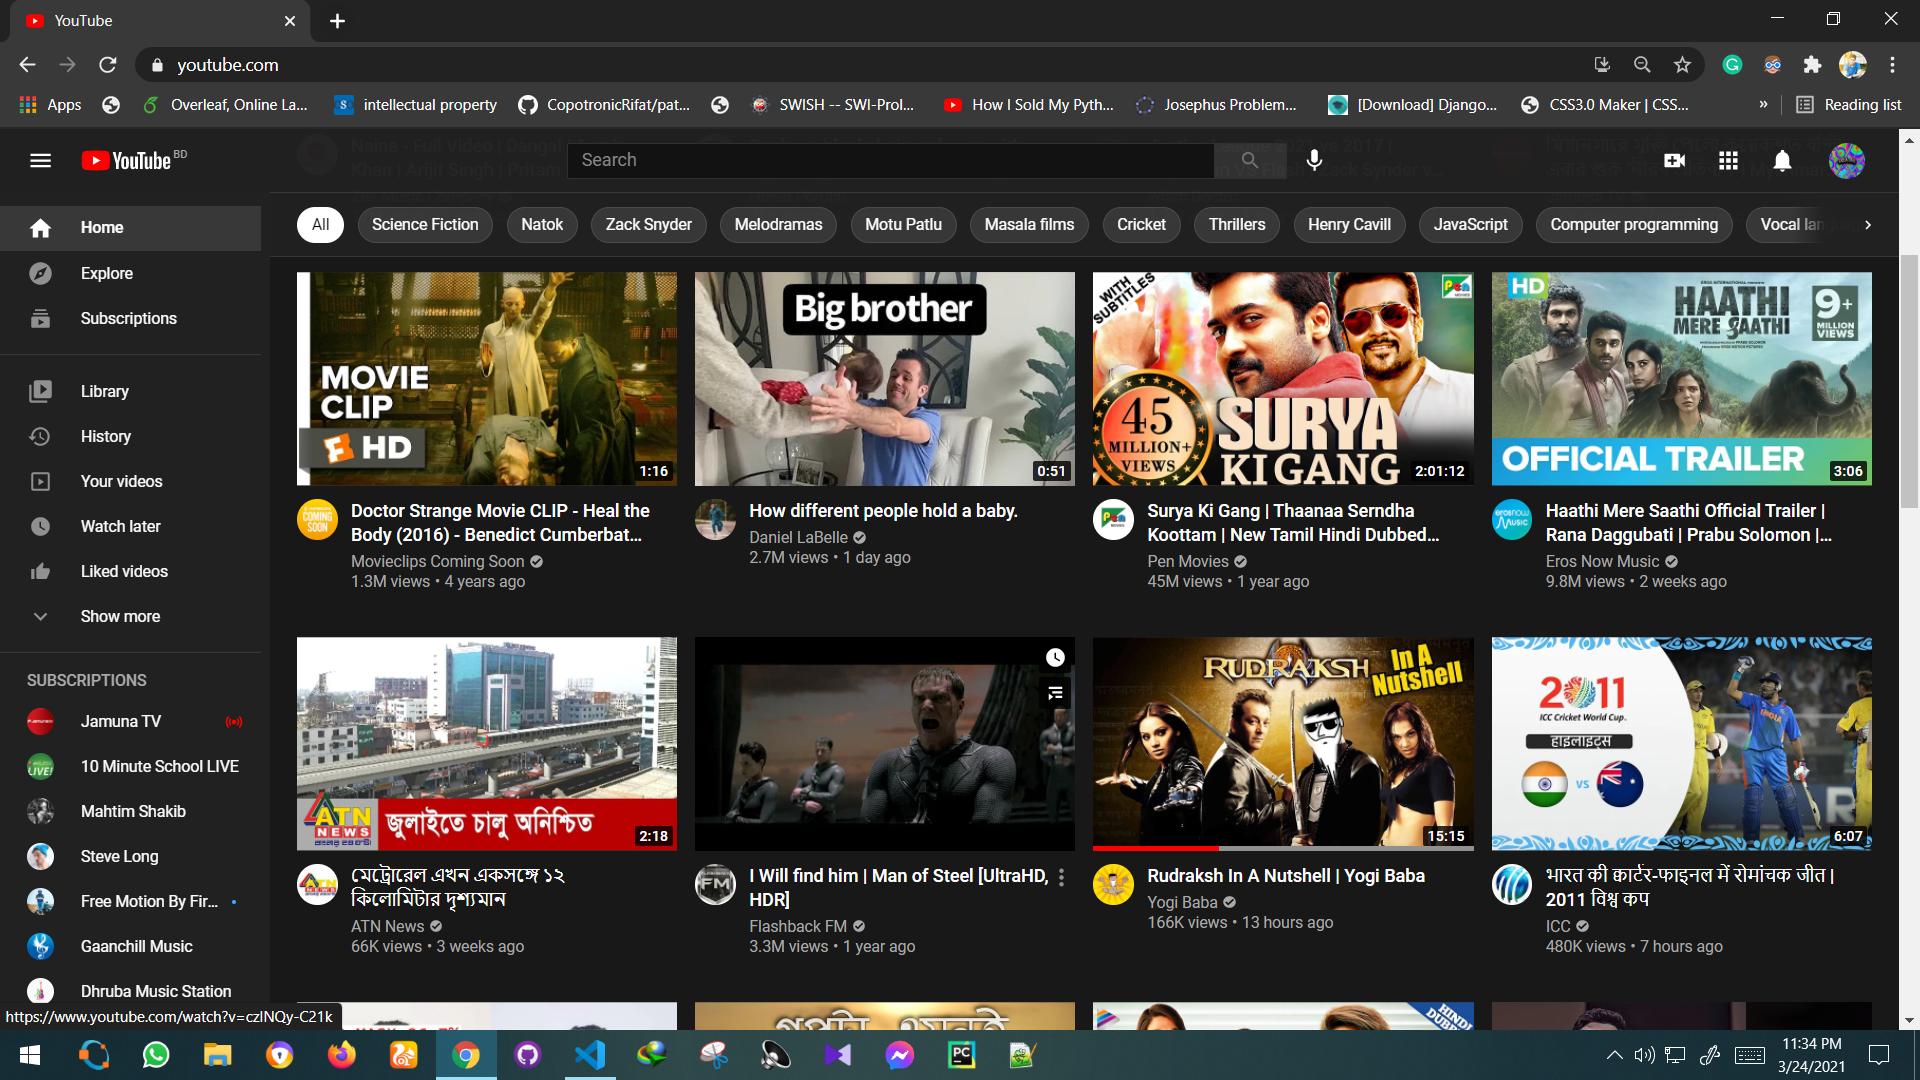 YouTube
youtube.com
Apps
Overleaf, Online La...
intellectual property
CopotronicRifat/pat...
SWISH -- SWI-Prol...
How I Sold My Pyth...
Josephus Problem...
[Download] Django...
CSS3.0 Maker | CSS...
»
Reading list
YouTube BD
Search
Home
Explore
Subscriptions
Library
History
Your videos
Watch later
Liked videos
Show more
SUBSCRIPTIONS
Jamuna TV
10 Minute School LIVE
Mahtim Shakib
Steve Long
Free Motion By Fir...
Gaanchill Music
Dhruba Music Station
All
Science Fiction
Natok
Zack Snyder
Melodramas
Motu Patlu
Masala films
Cricket
Thrillers
Henry Cavill
JavaScript
Computer programming
Vocal lan
MOVIE
CLIP
HD
1:16
Doctor Strange Movie CLIP - Heal the
Body (2016) - Benedict Cumberbat...
Movieclips Coming Soon
1.3M views • 4 years ago
Big brother
0:51
How different people hold a baby.
Daniel LaBelle
2.7M views • 1 day ago
WITH
SUBTITLES
Pen
45
MILLION+
VIEWS
SURYA
KI GANG
2:01:12
Surya Ki Gang | Thaanaa Serndha
Koottam | New Tamil Hindi Dubbed...
Pen Movies
45M views • 1 year ago
HD
HAATHI
MERE SAATHI
9+
MILLION
VIEWS
OFFICIAL TRAILER
3:06
Haathi Mere Saathi Official Trailer |
Rana Daggubati | Prabu Solomon |...
Eros Now Music
9.8M views • 2 weeks ago
ATN
NEWS
জুলাইতে চালু অনিশ্চিত
2:18
মেট্রোরেল এখন একসঙ্গে ১২
কিলোমিটার দৃশ্যমান
ATN News
66K views • 3 weeks ago
I Will find him | Man of Steel [UltraHD,
HDR]
Flashback FM
3.3M views • 1 year ago
RUDRAKSH
In A
Nutshell
15:15
Rudraksh In A Nutshell | Yogi Baba
Yogi Baba
166K views • 13 hours ago
2011
ICC Cricket World Cup
हाइलाइट्स
VS
INDIA
6:07
भारत की क्वार्टर-फाइनल में रोमांचक जीत |
2011 विश्व कप
ICC
480K views • 7 hours ago
HINDI
https://www.youtube.com/watch?v=czlNQy-C21k
11:34 PM
3/24/2021